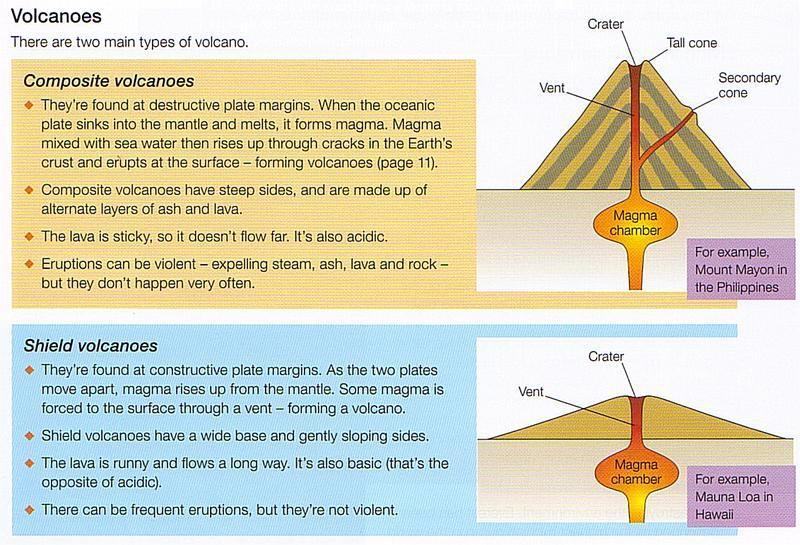 Volcanoes
There are two main types of volcano.
Composite volcanoes
They're found at destructive plate margins. When the oceanic
plate sinks into the mantle and melts, it forms magma. Magma
mixed with sea water then rises up through cracks in the Earth's
crust and erupts at the surface – forming volcanoes (page 11).
Composite volcanoes have steep sides, and are made up of
alternate layers of ash and lava.
The lava is sticky, so it doesn't flow far. It's also acidic.
Eruptions can be violent – expelling steam, ash, lava and rock –
but they don't happen very often.
Crater
Tall cone
Vent
Secondary
cone
Magma
chamber
For example,
Mount Mayon in
the Philippines
Shield volcanoes
They're found at constructive plate margins. As the two plates
move apart, magma rises up from the mantle. Some magma is
forced to the surface through a vent – forming a volcano.
Shield volcanoes have a wide base and gently sloping sides.
The lava is runny and flows a long way. It's also basic (that's the
opposite of acidic).
There can be frequent eruptions, but they're not violent.
Crater
Vent
Magma
chamber
For example,
Mauna Loa in
Hawaii